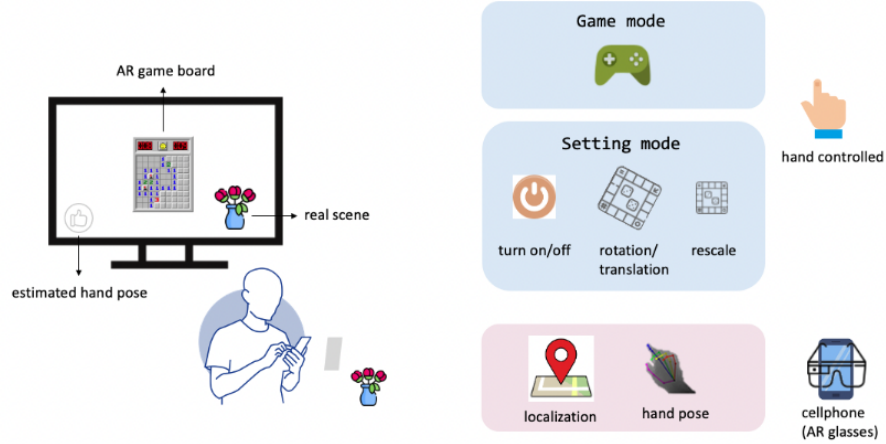 Game mode
AR game board
hand controlled
Setting mode
real scene
turn on/off
rotation/
translation
rescale
estimated hand pose
localization
hand pose
cellphone
(AR glasses)